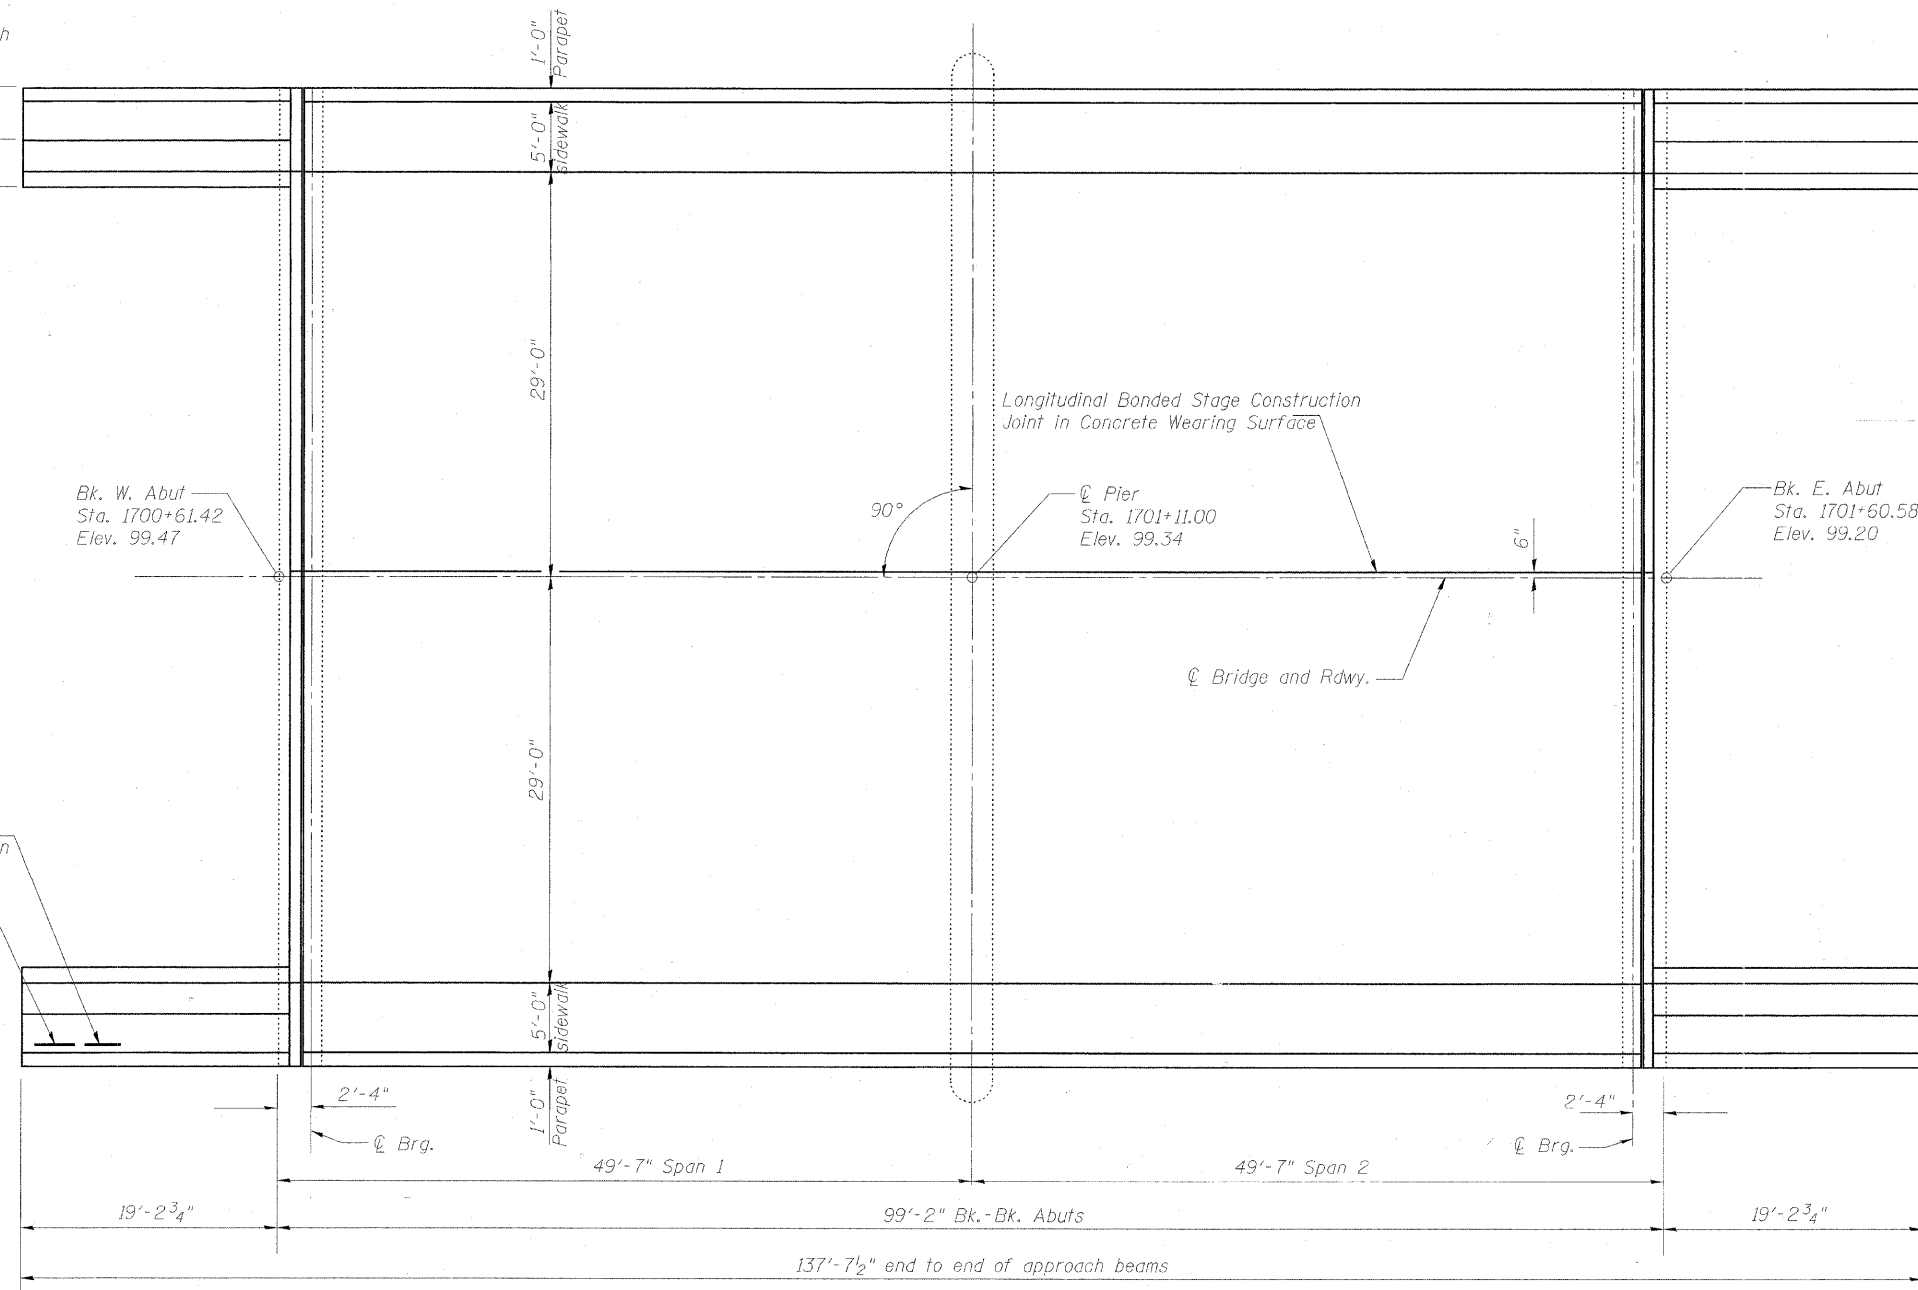 h
1'-0"
Parapet
5'-0"
sidewalk
29'-0"
Longitudinal Bonded Stage Construction
Joint in Concrete Wearing Surface
Bk. W. Abut
Sta. 1700+61.42
Elev. 99.47
90°
℄ Pier
Sta. 1701+11.00
Elev. 99.34
6"
Bk. E. Abut
Sta. 1701+60.58
Elev. 99.20
℄ Bridge and Rdwy.
29'-0"
n
5'-0"
sidewalk
1'-0"
Parapet
2'-4"
℄ Brg.
2'-4"
℄ Brg.
49'-7" Span 1
49'-7" Span 2
19'-2¾"
99'-2" Bk.-Bk. Abuts
19'-2¾"
137'-7½" end to end of approach beams